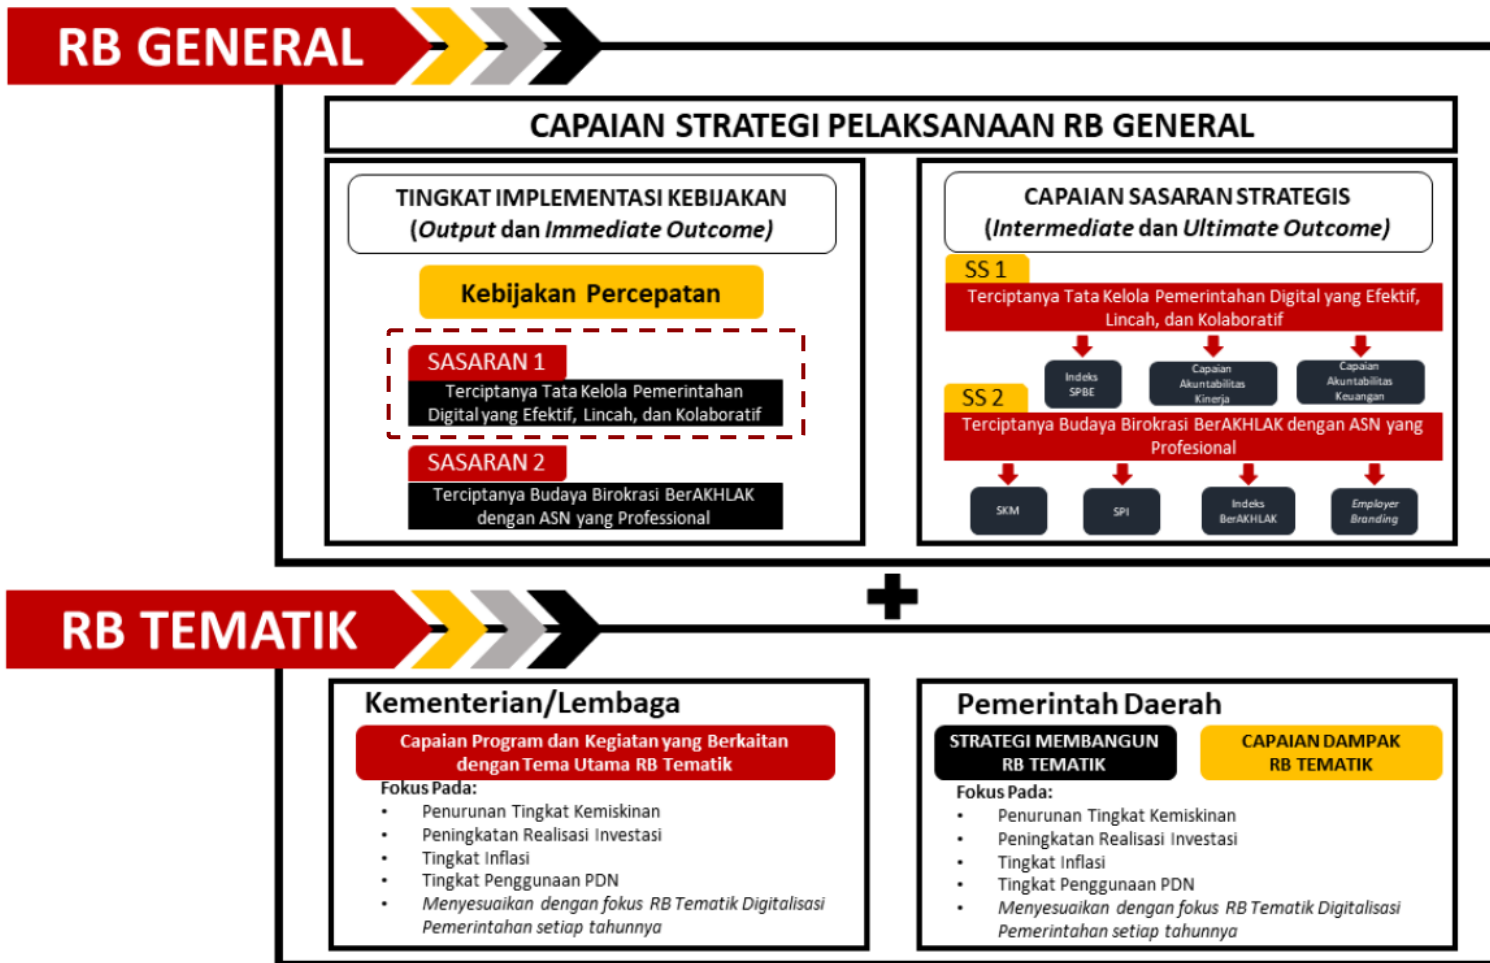 RB GENERAL
CAPAIAN STRATEGI PELAKSANAAN RB GENERAL
TINGKAT IMPLEMENTASI KEBIJAKAN
(Output dan Immediate Outcome)
Kebijakan Percepatan
SASARAN 1
Terciptanya Tata Kelola Pemerintahan
Digital yang Efektif, Lincah, dan Kolaboratif
SASARAN 2
Terciptanya Budaya Birokrasi BerAKHLAK
dengan ASN yang Professional
CAPAIAN SASARAN STRATEGIS
(Intermediate dan Ultimate Outcome)
SS 1
Terciptanya Tata Kelola Pemerintahan Digital yang Efektif,
Lincah, dan Kolaboratif
Indeks
SPBE
Capaian
Akuntabilitas
Kinerja
Capaian
Akuntabilitas
Keuangan
SS 2
Terciptanya Budaya Birokrasi BerAKHLAK dengan ASN yang
Profesional
SKM
SPI
Indeks
BerAKHLAK
Employer
Branding
+
RB TEMATIK
Kementerian/Lembaga
Capaian Program dan Kegiatan yang Berkaitan
dengan Tema Utama RB Tematik
Fokus Pada:
• Penurunan Tingkat Kemiskinan
• Peningkatan Realisasi Investasi
• Tingkat Inflasi
• Tingkat Penggunaan PDN
• Menyesuaikan dengan fokus RB Tematik Digitalisasi
Pemerintahan setiap tahunnya
Pemerintah Daerah
STRATEGI MEMBANGUN
RB TEMATIK
CAPAIAN DAMPAK
RB TEMATIK
Fokus Pada:
• Penurunan Tingkat Kemiskinan
• Peningkatan Realisasi Investasi
• Tingkat Inflasi
• Tingkat Penggunaan PDN
• Menyesuaikan dengan fokus RB Tematik Digitalisasi
Pemerintahan setiap tahunnya